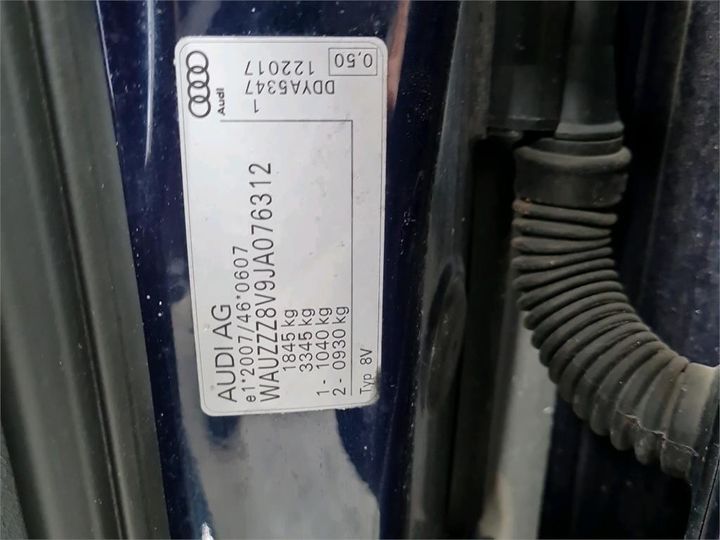 AUDI AG
e1*2007/46*0607
WAUZZZ8V9JA076312
1845 kg
3345 kg
1 - 1040 kg
2 - 0930 kg
Typ 8V
Audi
1
DDYA5347
122017
0,50